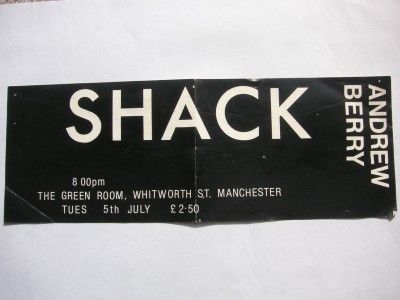 SHACK
ANDREW
BERRY
8 00pm
THE GREEN ROOM, WHITWORTH ST. MANCHESTER
TUES 5th JULY £2·50